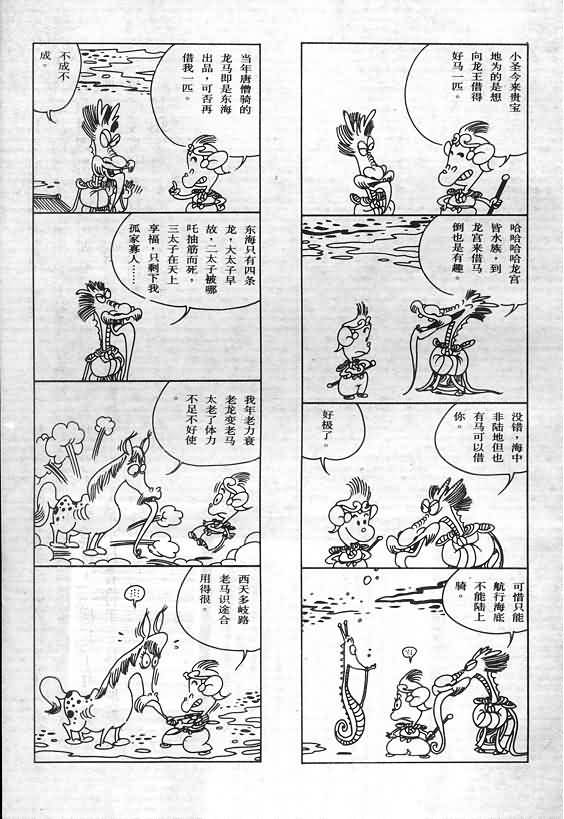 小圣今来贵宝
地为的是想
向龙王借得
好马一匹。
哈哈哈哈龙宫
皆水族，到
龙宫来借马
倒也是有趣。
没错，海中
非陆地但也
有马可以借
你。
好极了。
可惜只能
航行海底
不能陆上
骑。
当年唐僧骑的
龙马即是东海
出品，可否再
借我一匹。
不成不
成。
东海只有四条
龙，大太子早
故，二太子被哪
吒抽筋而死，
三太子在天上
享福，只剩下我
孤家寡人……
我年老力衰
老龙变老马
太老了体力
不足不好使
。
西天多岐路
老马识途合
用得很。